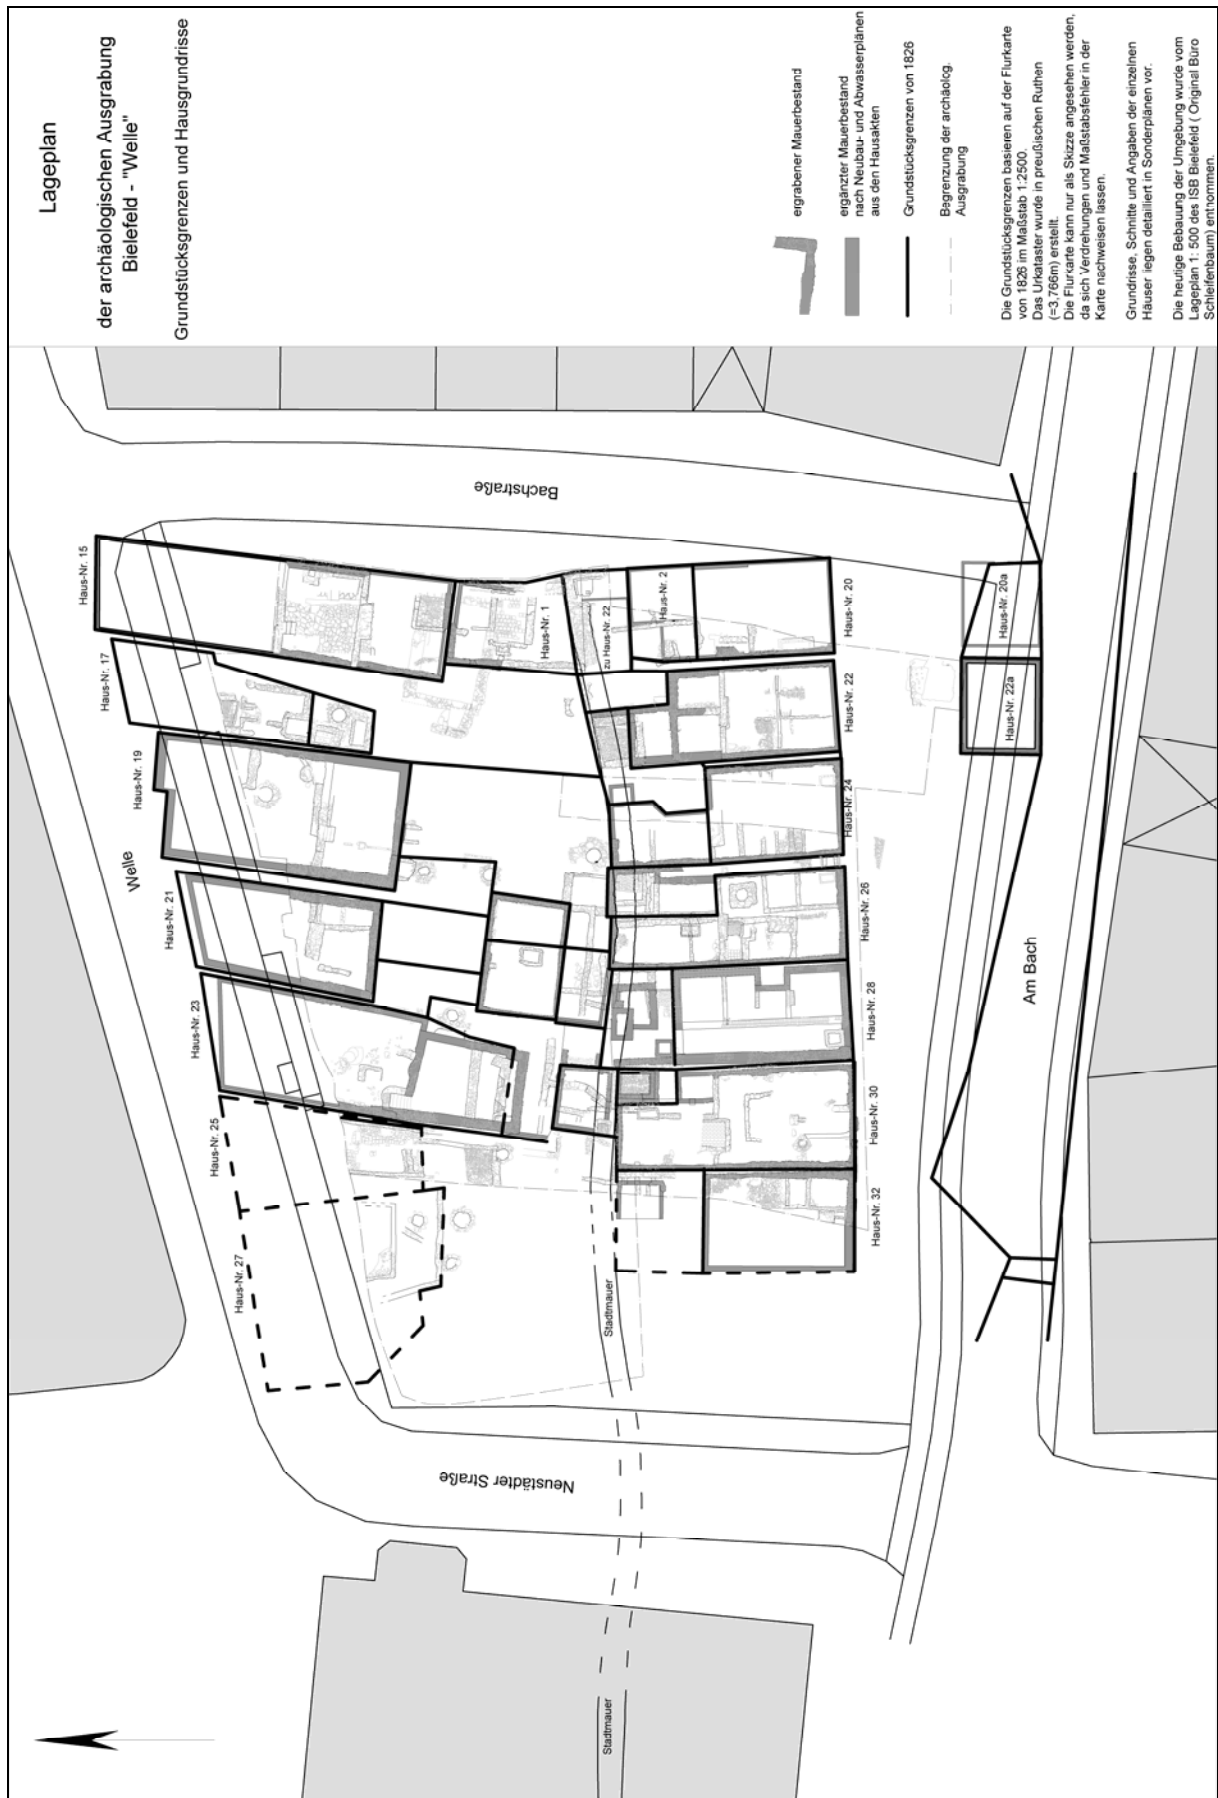 Lageplan
der archäologischen Ausgrabung
Bielefeld - "Welle"
Grundstücksgrenzen und Hausgrundrisse
ergrabener Mauerbestand
ergänzter Mauerbestand
nach Neubau- und Abwasserplänen
aus den Hausakten
Grundstücksgrenzen von 1826
Begrenzung der archäolog.
Ausgrabung
Die Grundstücksgrenzen basieren auf der Flurkarte
von 1826 im Maßstab 1:2500.
Das Urkataster wurde in preußischen Ruthen
(=3,766m) erstellt.
Die Flurkarte kann nur als Skizze angesehen werden,
da sich Verdrehungen und Maßstabsfehler in der
Karte nachweisen lassen.
Grundrisse, Schnitte und Angaben der einzelnen
Häuser liegen detailliert in Sonderplänen vor.
Die heutige Bebauung der Umgebung wurde vom
Lageplan 1: 500 des ISB Bielefeld ( Original Büro
Schleifenbaum) entnommen.
Bachstraße
Haus-Nr. 15
Haus-Nr. 17
Haus-Nr. 19
Welle
Haus-Nr. 21
Haus-Nr. 23
Haus-Nr. 25
Haus-Nr. 27
Haus-Nr. 1
zu Haus-Nr. 22
Haus-Nr. 2
Haus-Nr. 20
Haus-Nr. 22
Haus-Nr. 24
Haus-Nr. 26
Haus-Nr. 28
Haus-Nr. 30
Haus-Nr. 32
Haus-Nr. 20a
Haus-Nr. 22a
Am Bach
Stadtmauer
Neustädter Straße
Stadtmauer